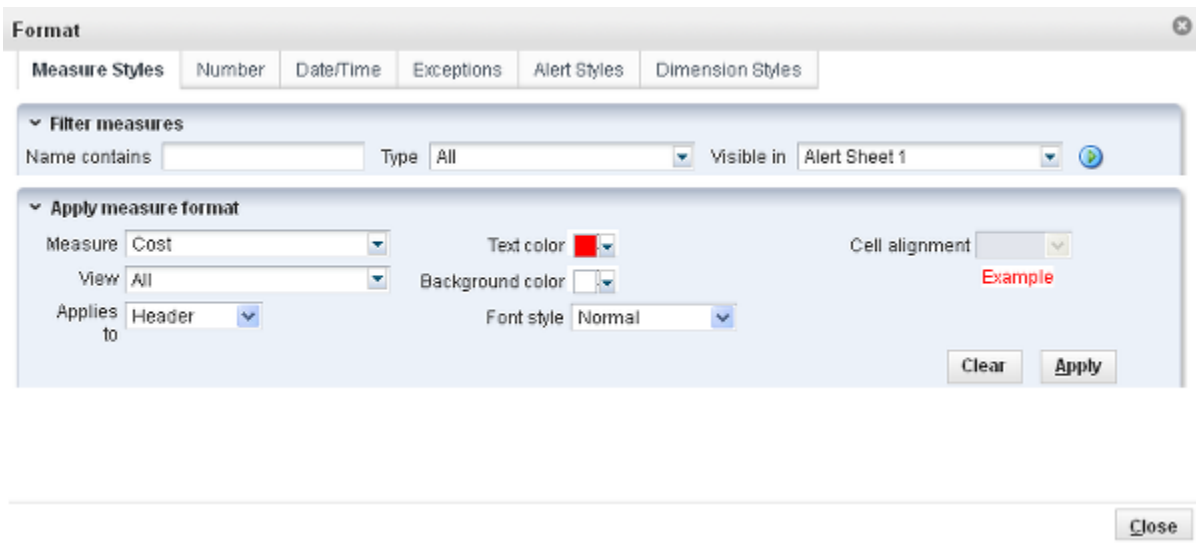 Format
Measure Styles Number Date/Time Exceptions Alert Styles Dimension Styles
Filter measures
Name contains Type All Visible in Alert Sheet 1
Apply measure format
Measure Cost Text color Cell alignment
View All Background color Example
Applies to Header Font style Normal
Clear Apply
Close